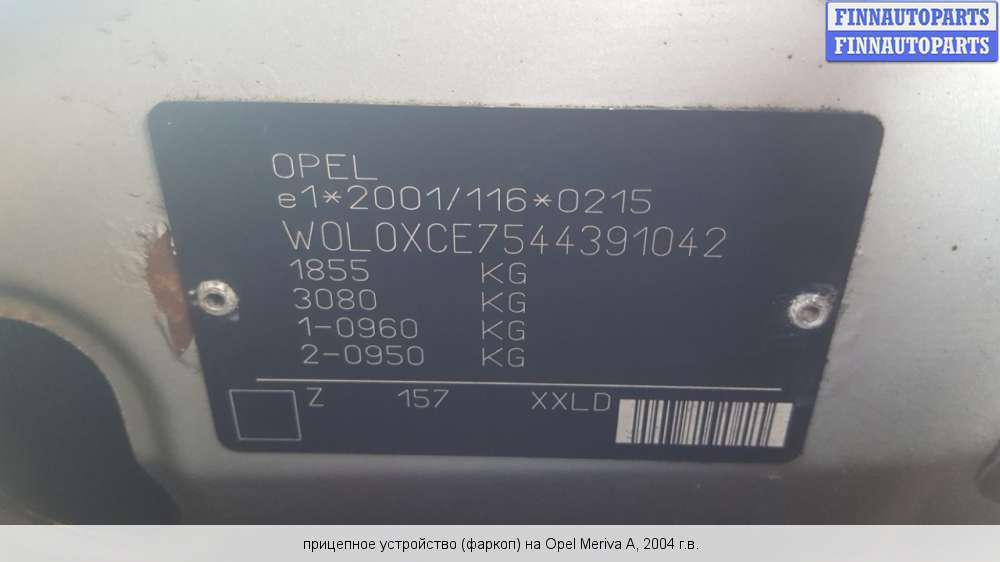 FINNAUTOPARTS
FINNAUTOPARTS
OPEL
e1*2001/116*0215
W0L0XCE7544391042
1855 KG
3080 KG
1-0960 KG
2-0950 KG
Z 157 XXLD
прицепное устройство (фаркоп) на Opel Meriva A, 2004 г.в.